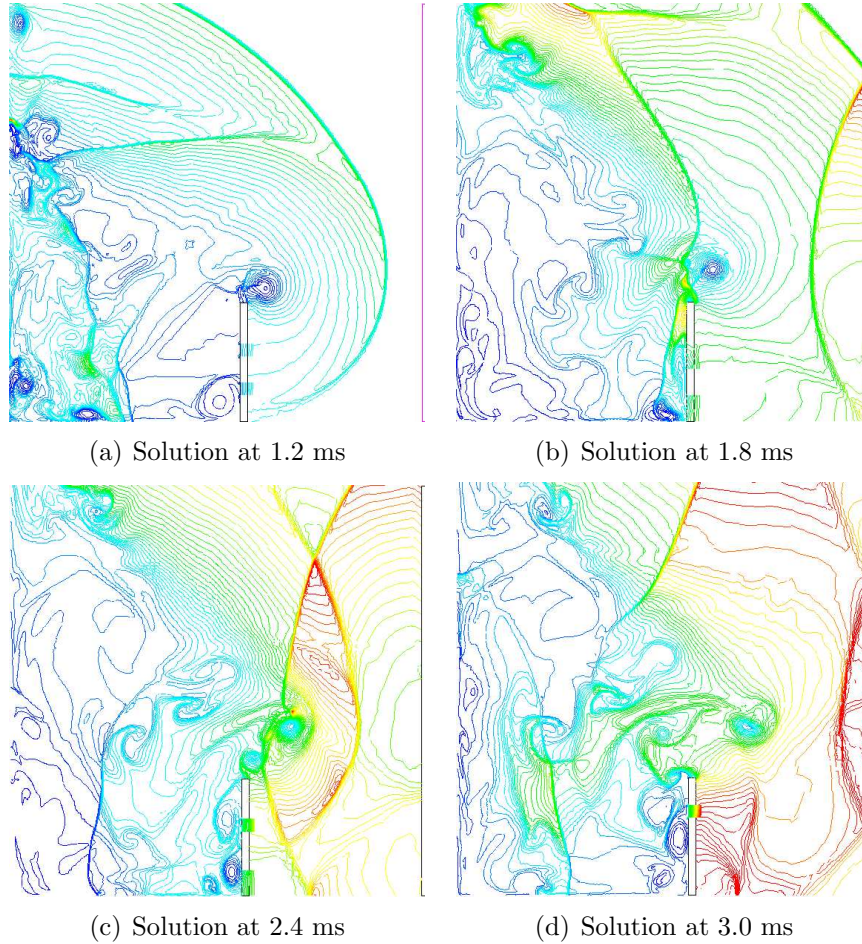 (a) Solution at 1.2 ms
(b) Solution at 1.8 ms
(c) Solution at 2.4 ms
(d) Solution at 3.0 ms